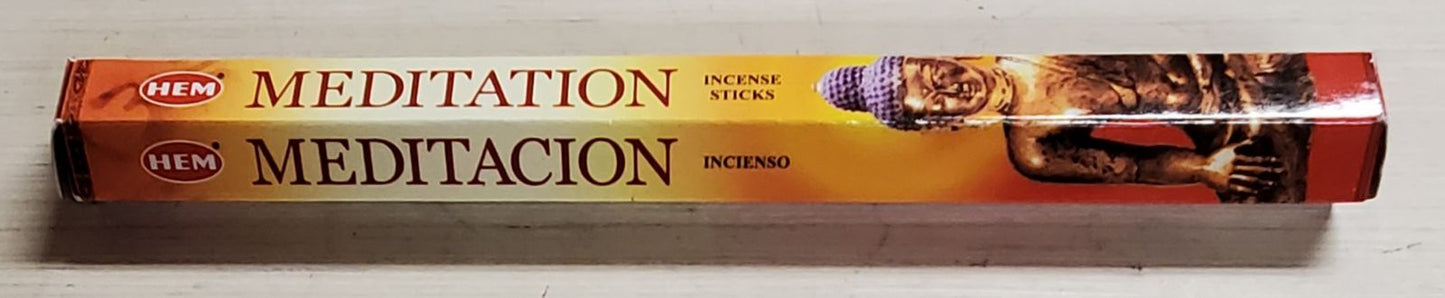 HEM MEDITATION INCENSE STICKS
HEM MEDITACION INCIENSO